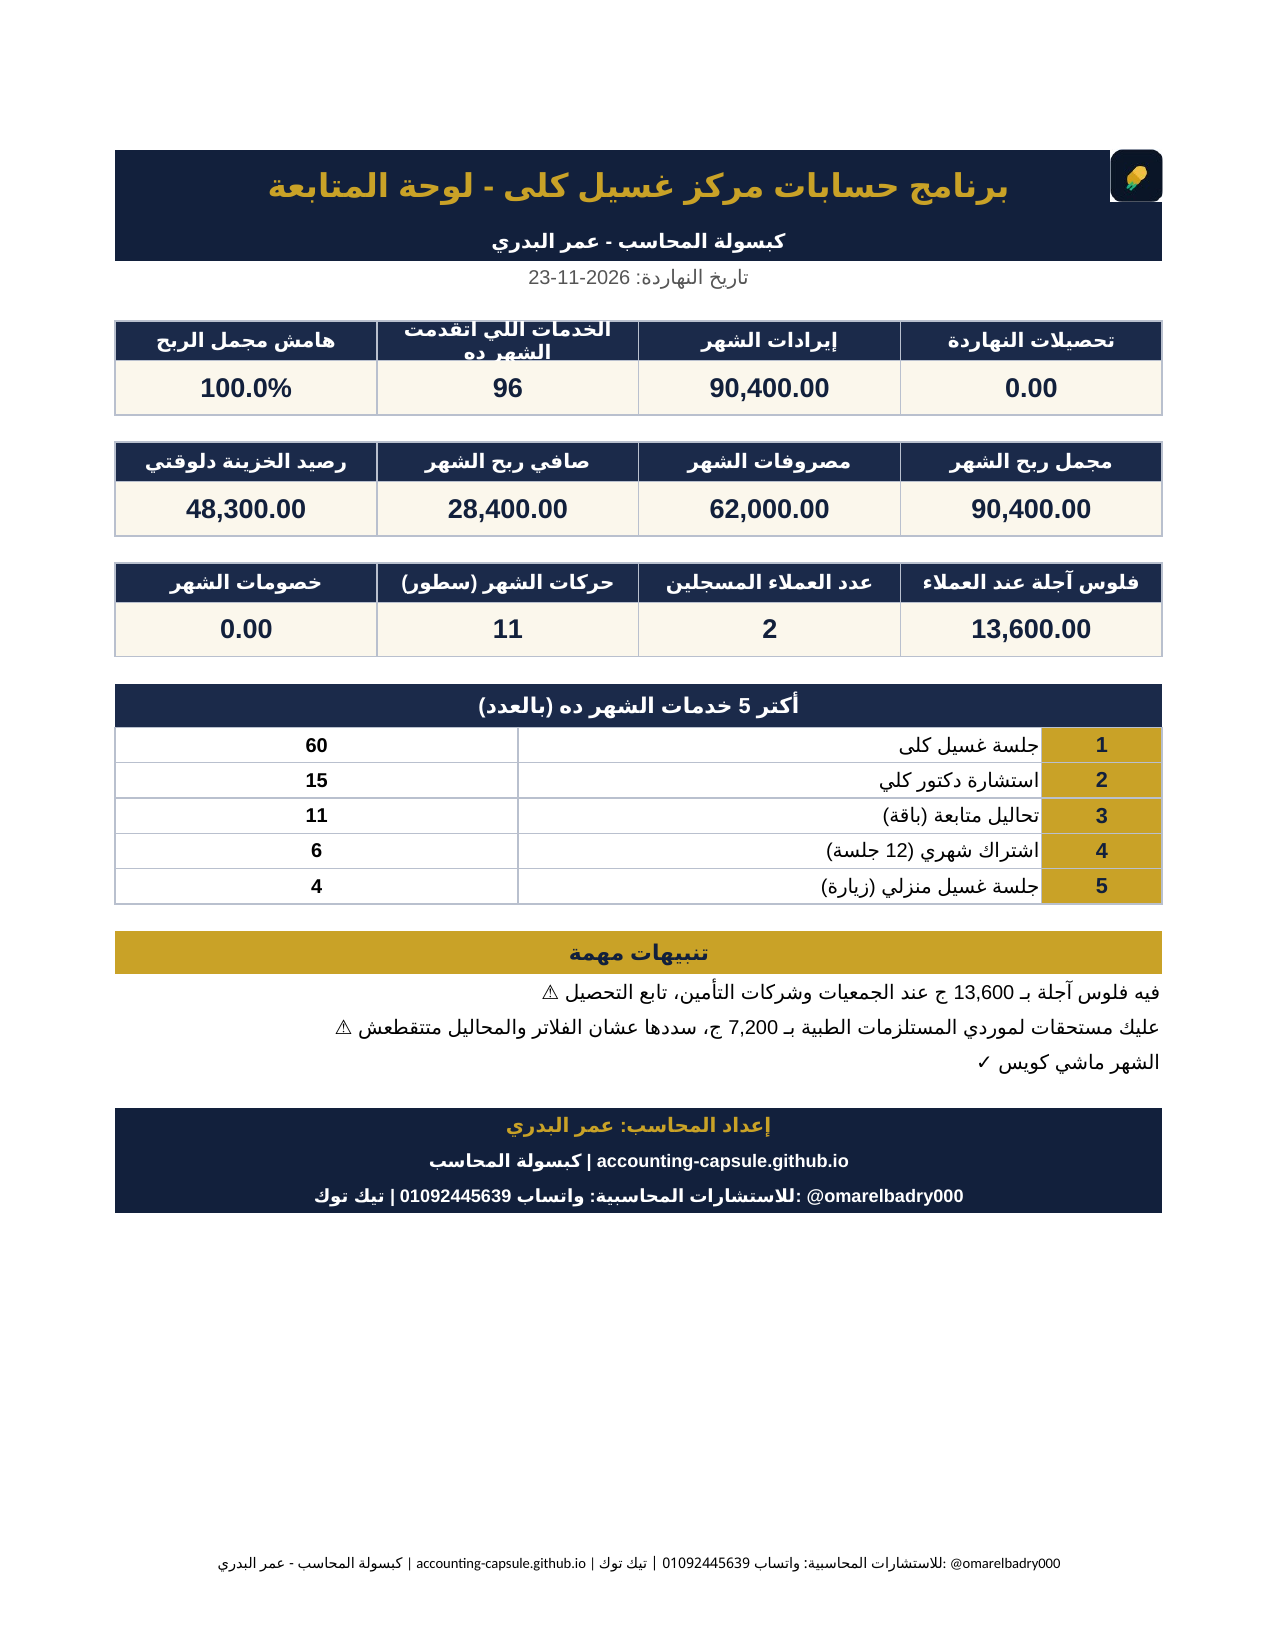 برنامج حسابات مركز غسيل كلى - لوحة المتابعة
كبسولة المحاسب - عمر البدري
تاريخ النهاردة: 2026-11-23
تحصيلات النهاردة
إيرادات الشهر
الخدمات اللي اتقدمت
الشهر ده
هامش مجمل الربح
0.00
90,400.00
96
100.0%
مجمل ربح الشهر
مصروفات الشهر
صافي ربح الشهر
رصيد الخزينة دلوقتي
90,400.00
62,000.00
28,400.00
48,300.00
فلوس آجلة عند العملاء
عدد العملاء المسجلين
حركات الشهر (سطور)
خصومات الشهر
13,600.00
2
11
0.00
أكتر 5 خدمات الشهر ده (بالعدد)
1 جلسة غسيل كلى 60
2 استشارة دكتور كلي 15
3 تحاليل متابعة (باقة) 11
4 اشتراك شهري (12 جلسة) 6
5 جلسة غسيل منزلي (زيارة) 4
تنبيهات مهمة
فيه فلوس آجلة بـ 13,600 ج عند الجمعيات وشركات التأمين، تابع التحصيل ⚠
عليك مستحقات لموردي المستلزمات الطبية بـ 7,200 ج، سددها عشان الفلاتر والمحاليل متتقطعش ⚠
الشهر ماشي كويس ✓
إعداد المحاسب: عمر البدري
كبسولة المحاسب | accounting-capsule.github.io
للاستشارات المحاسبية: واتساب 01092445639 | تيك توك: @omarelbadry000
كبسولة المحاسب - عمر البدري | accounting-capsule.github.io | للاستشارات المحاسبية: واتساب 01092445639 | تيك توك: @omarelbadry000